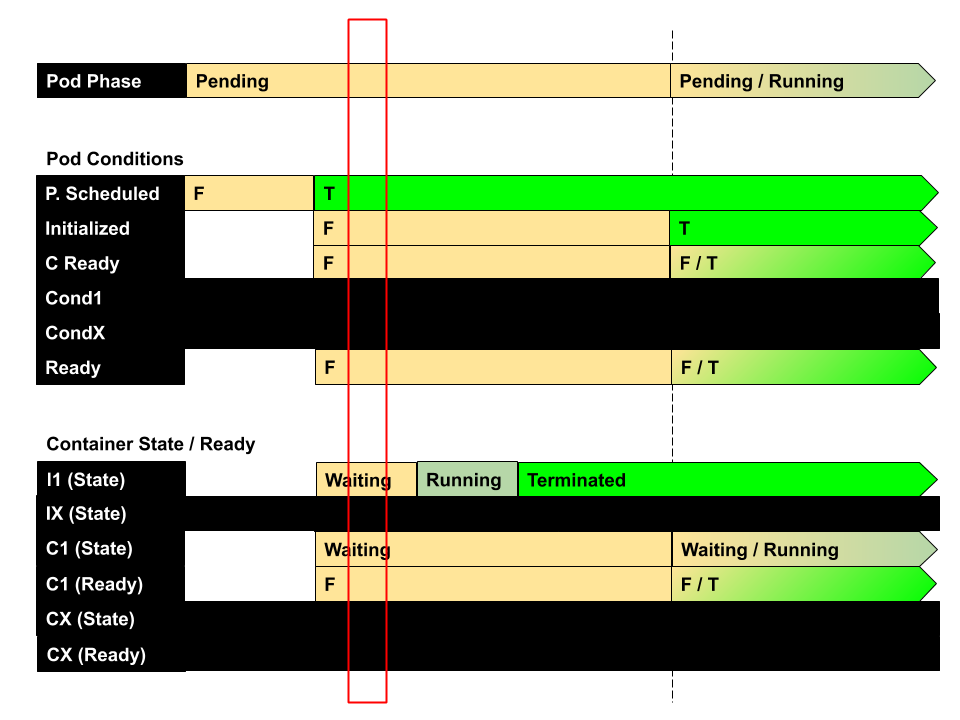 Pod Phase Pending Pending / Running
Pod Conditions
P. Scheduled F T
Initialized F T
C Ready F F / T
Cond1
CondX
Ready F F / T
Container State / Ready
I1 (State) Waiting Running Terminated
IX (State)
C1 (State) Waiting Waiting / Running
C1 (Ready) F F / T
CX (State)
CX (Ready)